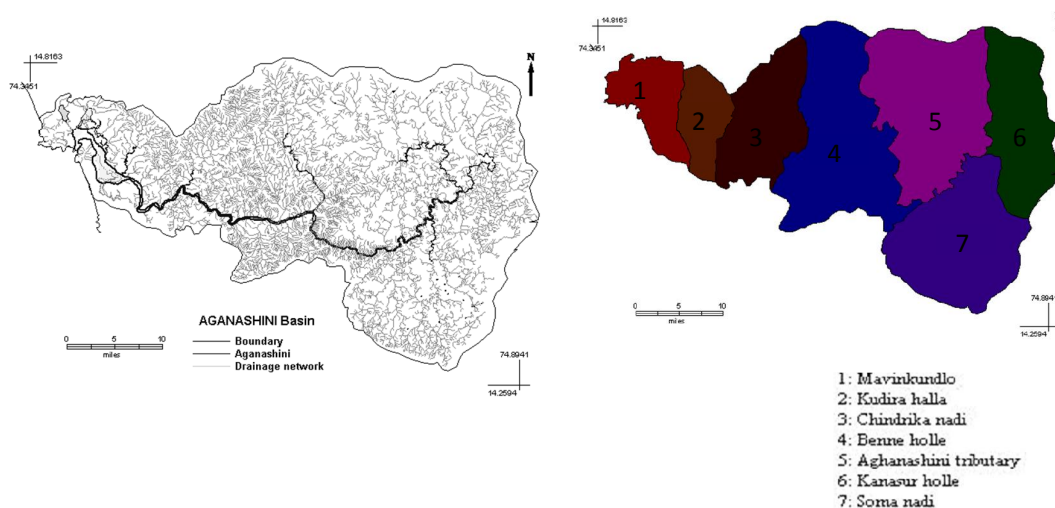 14.8163
74.3451
N
AGANASHINI Basin
Boundary
Aganashini
Drainage network
0 5 10
miles
74.8941
14.2594
14.8163
74.3451
1
2
3
4
5
6
7
0 5 10
miles
74.8941
14.2594
1: Mavinkundlo
2: Kudira halla
3: Chindrika nadi
4: Benne holle
5: Aghanashini tributary
6: Kanasur holle
7: Soma nadi